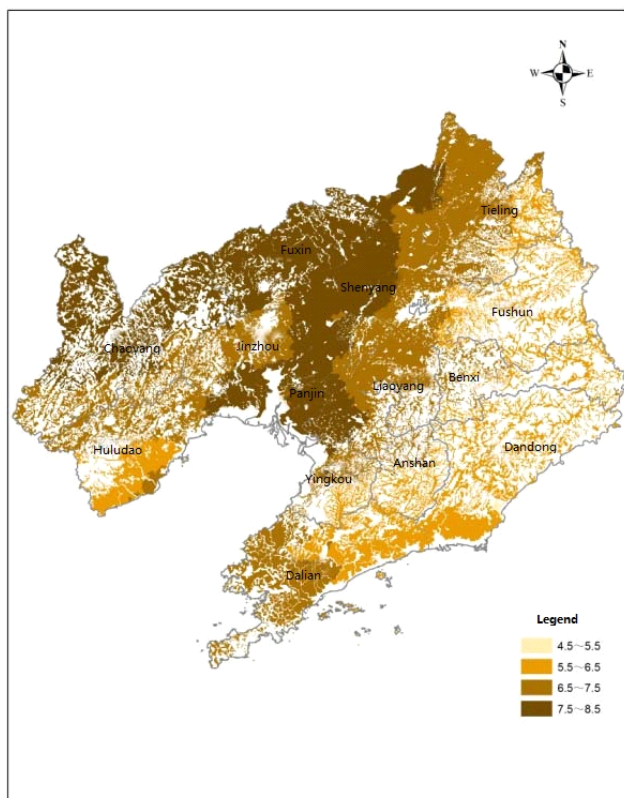 N
W
E
S
Tieling
Fuxin
Shenyang
Fushun
Jinzhou
Chaoyang
Panjin
Liaoyang
Benxi
Huludao
Dandong
Anshan
Yingkou
Dalian
Legend
4.5～5.5
5.5～6.5
6.5～7.5
7.5～8.5